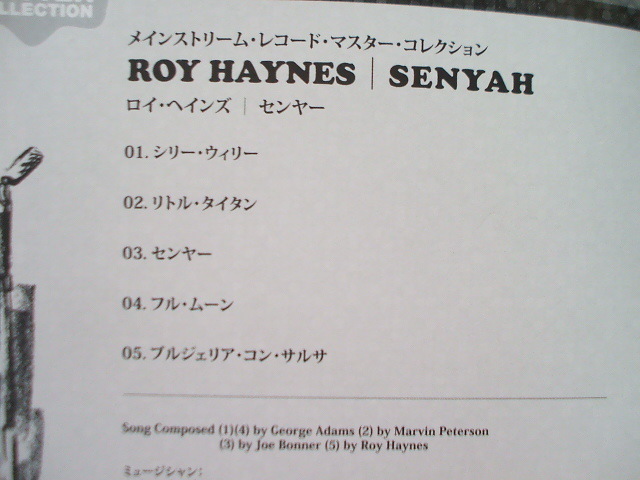 COLLECTION
メインストリーム・レコード・マスター・コレクション
ROY HAYNES | SENYAH
ロイ・ヘインズ | センヤー
01. シリー・ウィリー
02. リトル・タイタン
03. センヤー
04. フル・ムーン
05. ブルジェリア・コン・サルサ
Song Composed (1)(4) by George Adams (2) by Marvin Peterson
(3) by Joe Bonner (5) by Roy Haynes
ミュージシャン: